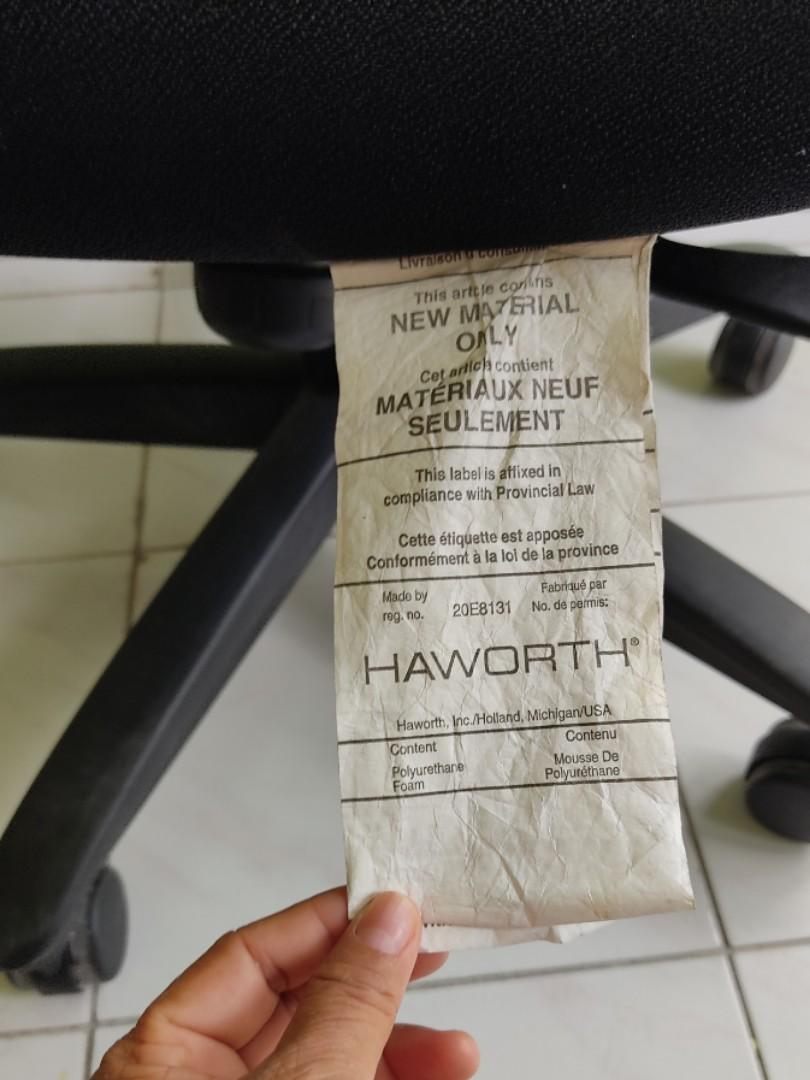 Livraison
This article contains
NEW MATERIAL
ONLY
Cet article contient
MATÉRIAUX NEUF
SEULEMENT
This label is affixed in
compliance with Provincial Law
Cette étiquette est apposée
Conformément à la loi de la province
Made by Fabriqué par
reg. no. 20E8131 No. de permis:
HAWORTH®
Haworth, Inc./Holland, Michigan/USA
Content Contenu
Polyurethane Mousse De
Foam Polyuréthane